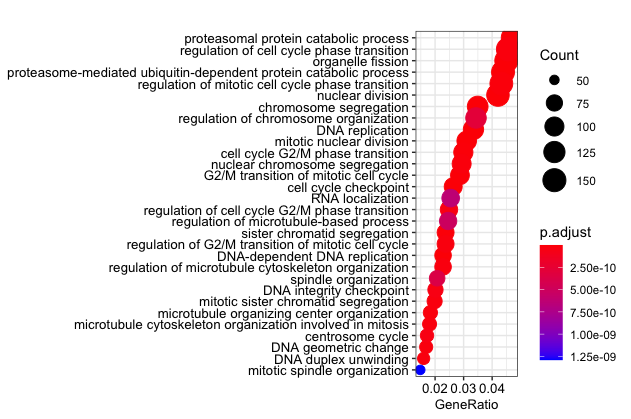 proteasomal protein catabolic process
regulation of cell cycle phase transition
organelle fission
proteasome-mediated ubiquitin-dependent protein catabolic process
regulation of mitotic cell cycle phase transition
nuclear division
chromosome segregation
regulation of chromosome organization
DNA replication
mitotic nuclear division
cell cycle G2/M phase transition
nuclear chromosome segregation
G2/M transition of mitotic cell cycle
cell cycle checkpoint
RNA localization
regulation of cell cycle G2/M phase transition
regulation of microtubule-based process
sister chromatid segregation
regulation of G2/M transition of mitotic cell cycle
DNA-dependent DNA replication
regulation of microtubule cytoskeleton organization
spindle organization
DNA integrity checkpoint
mitotic sister chromatid segregation
microtubule organizing center organization
microtubule cytoskeleton organization involved in mitosis
centrosome cycle
DNA geometric change
DNA duplex unwinding
mitotic spindle organization
0.02 0.03 0.04
GeneRatio
Count
50
75
100
125
150
p.adjust
2.50e-10
5.00e-10
7.50e-10
1.00e-09
1.25e-09